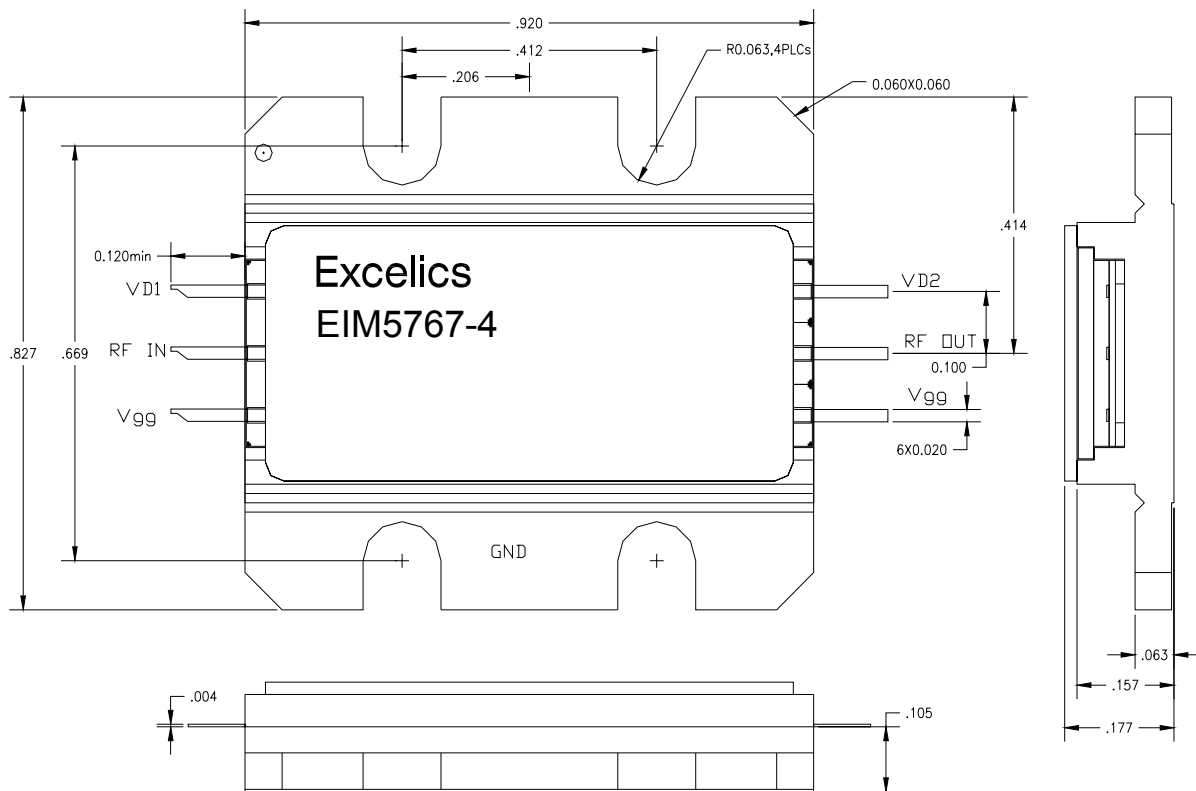 .920
.412
R0.063,4PLCs
.206
0.060X0.060
.414
0.120min
Excelics
VD1
VD2
EIM5767-4
RF IN
RF OUT
.827
.669
0.100
Vgg
Vgg
6X0.020
GND
.063
.157
.004
.105
.177